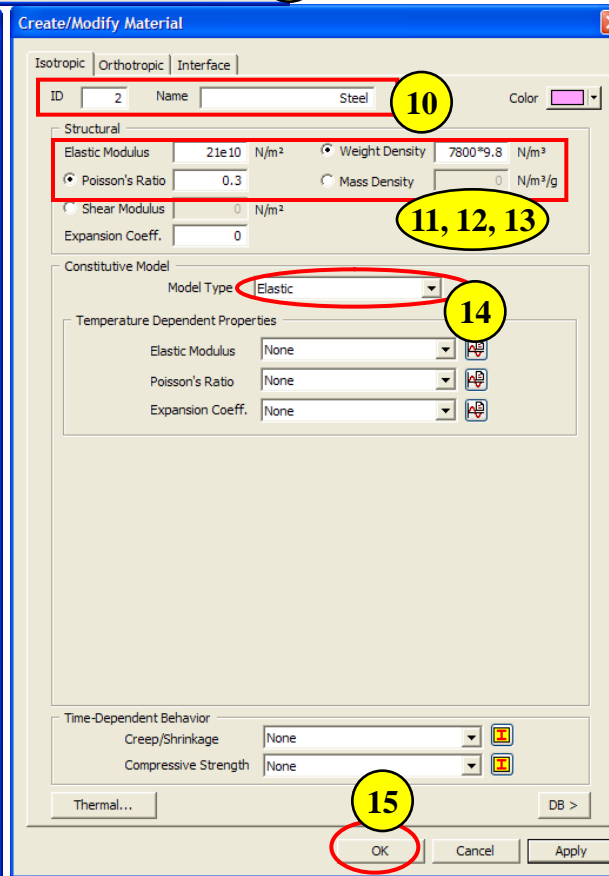 Create/Modify Material
Isotropic Orthotropic Interface
ID 2 Name Steel 10 Color
Structural
Elastic Modulus 21e10 N/m² Weight Density 7800*9.8 N/m³
Poisson's Ratio 0.3 Mass Density 0 N/m³/g
Shear Modulus 0 N/m² 11, 12, 13
Expansion Coeff. 0
Constitutive Model
Model Type Elastic
14
Temperature Dependent Properties
Elastic Modulus None
Poisson's Ratio None
Expansion Coeff. None
Time-Dependent Behavior
Creep/Shrinkage None
Compressive Strength None
Thermal... 15 DB >
OK Cancel Apply